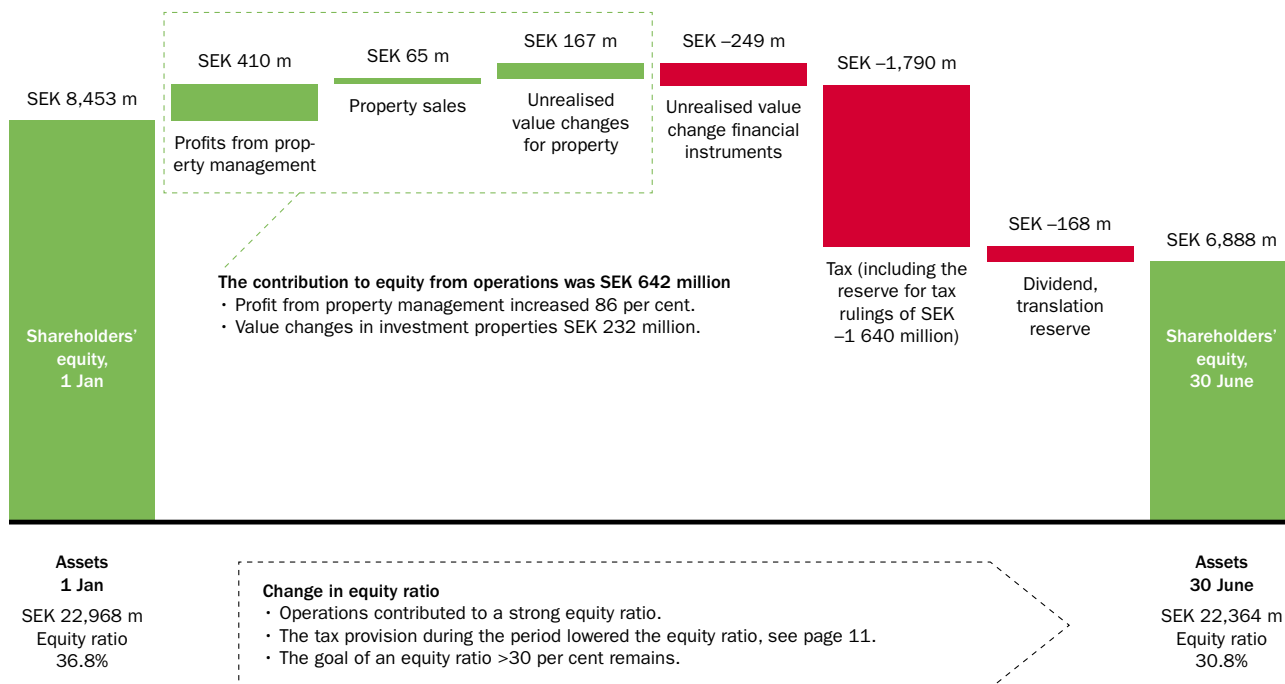 SEK 8,453 m
Shareholders'
equity,
1 Jan
SEK 410 m
Profits from prop-
erty management
SEK 65 m
Property sales
SEK 167 m
Unrealised
value changes
for property
SEK –249 m
Unrealised value
change financial
instruments
SEK –1,790 m
Tax (including the
reserve for tax
rulings of SEK
–1 640 million)
SEK –168 m
Dividend,
translation
reserve
SEK 6,888 m
Shareholders'
equity,
30 June
The contribution to equity from operations was SEK 642 million
· Profit from property management increased 86 per cent.
· Value changes in investment properties SEK 232 million.
Assets
1 Jan
SEK 22,968 m
Equity ratio
36.8%
Change in equity ratio
· Operations contributed to a strong equity ratio.
· The tax provision during the period lowered the equity ratio, see page 11.
· The goal of an equity ratio >30 per cent remains.
Assets
30 June
SEK 22,364 m
Equity ratio
30.8%